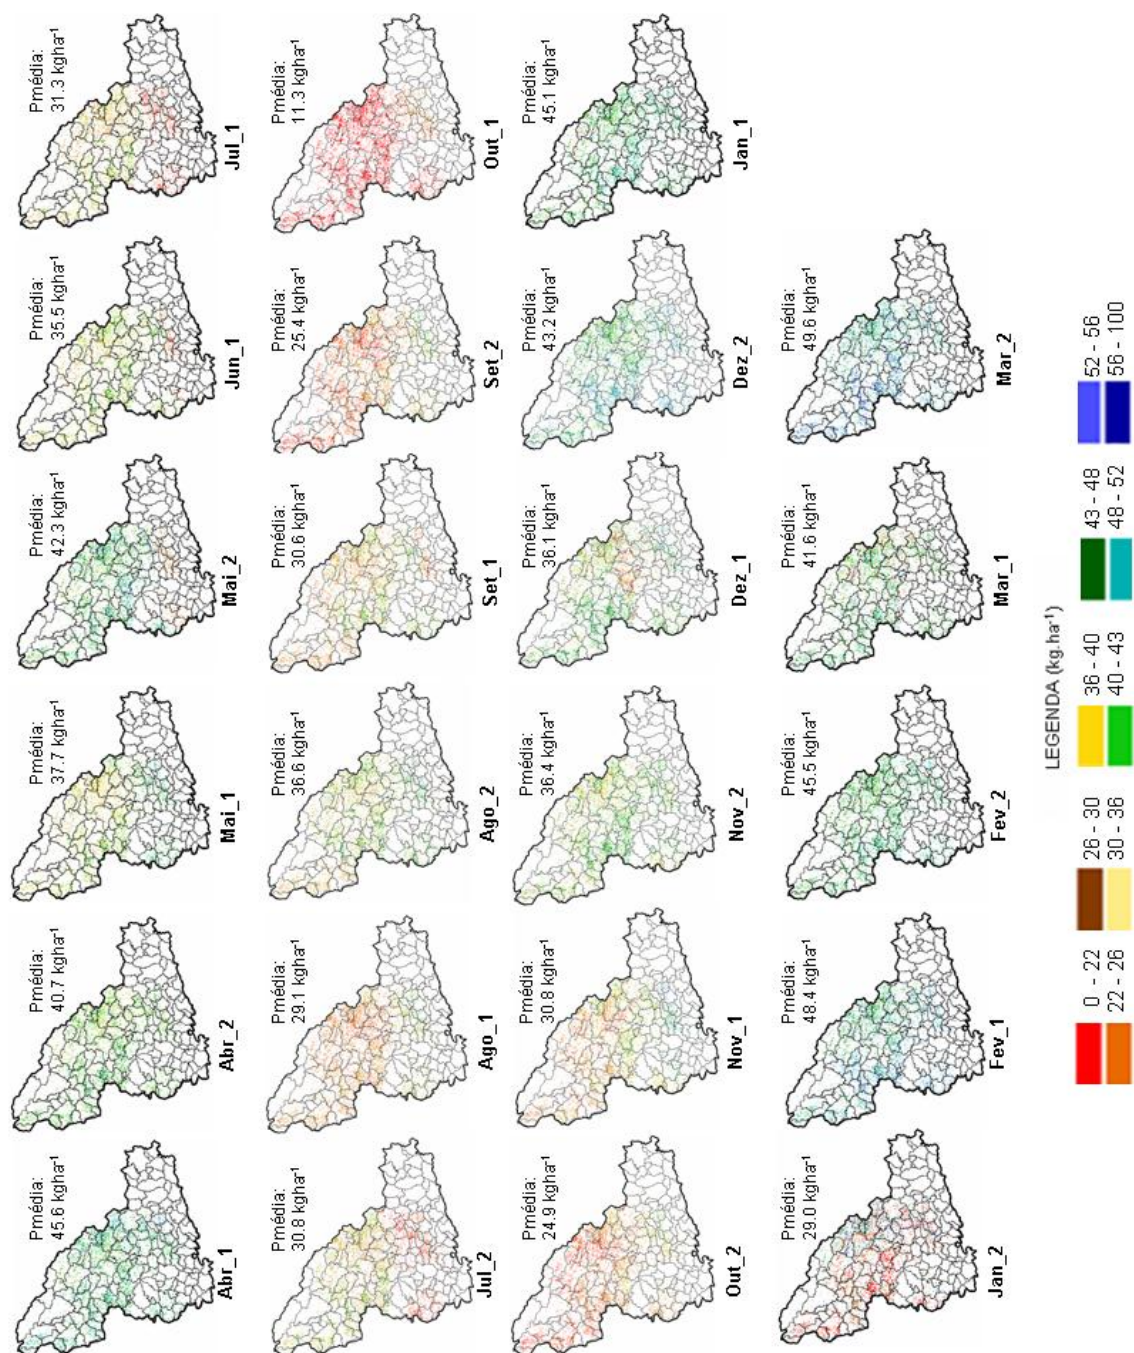 Pmédia:
45.6 kgha⁻¹
Abr_1
Pmédia:
40.7 kgha⁻¹
Abr_2
Pmédia:
37.7 kgha⁻¹
Mai_1
Pmédia:
42.3 kgha⁻¹
Mai_2
Pmédia:
35.5 kgha⁻¹
Jun_1
Pmédia:
31.3 kgha⁻¹
Jul_1
Pmédia:
30.8 kgha⁻¹
Jul_2
Pmédia:
29.1 kgha⁻¹
Ago_1
Pmédia:
36.6 kgha⁻¹
Ago_2
Pmédia:
30.6 kgha⁻¹
Set_1
Pmédia:
25.4 kgha⁻¹
Set_2
Pmédia:
11.3 kgha⁻¹
Out_1
Pmédia:
24.9 kgha⁻¹
Out_2
Pmédia:
30.8 kgha⁻¹
Nov_1
Pmédia:
36.4 kgha⁻¹
Nov_2
Pmédia:
36.1 kgha⁻¹
Dez_1
Pmédia:
43.2 kgha⁻¹
Dez_2
Pmédia:
45.1 kgha⁻¹
Jan_1
Pmédia:
29.0 kgha⁻¹
Jan_2
Pmédia:
48.4 kgha⁻¹
Fev_1
Pmédia:
45.5 kgha⁻¹
Fev_2
Pmédia:
41.6 kgha⁻¹
Mar_1
Pmédia:
49.6 kgha⁻¹
Mar_2
LEGENDA (kg.ha⁻¹)
0 - 22 26 - 30 36 - 40 43 - 48 52 - 56
22 - 26 30 - 36 40 - 43 48 - 52 56 - 100